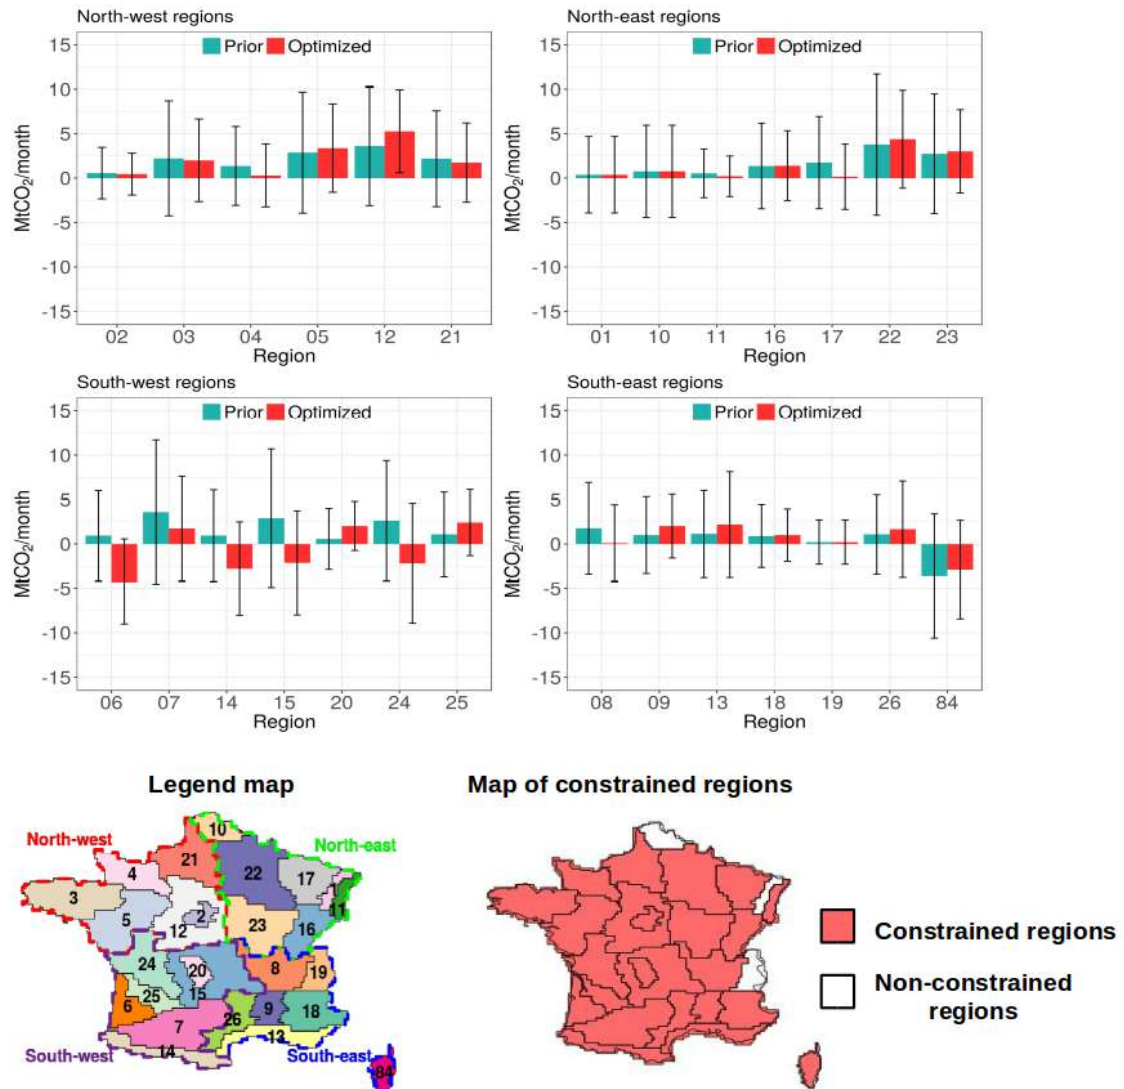 North-west regions
15
10
5
0
-5
-10
-15
MtCO₂/month
Prior
Optimized
02 03 04 05 12 21
Region
North-east regions
15
10
5
0
-5
-10
-15
MtCO₂/month
Prior
Optimized
01 10 11 16 17 22 23
Region
South-west regions
15
10
5
0
-5
-10
-15
MtCO₂/month
Prior
Optimized
06 07 14 15 20 24 25
Region
South-east regions
15
10
5
0
-5
-10
-15
MtCO₂/month
Prior
Optimized
08 09 13 18 19 26 84
Region
Legend map
North-west
North-east
10
21
22
17
1
11
4
3
5
2
12
23
16
24
20
15
8
19
6
25
7
26
9
18
13
14
South-west
South-east
84
Map of constrained regions
Constrained regions
Non-constrained
regions